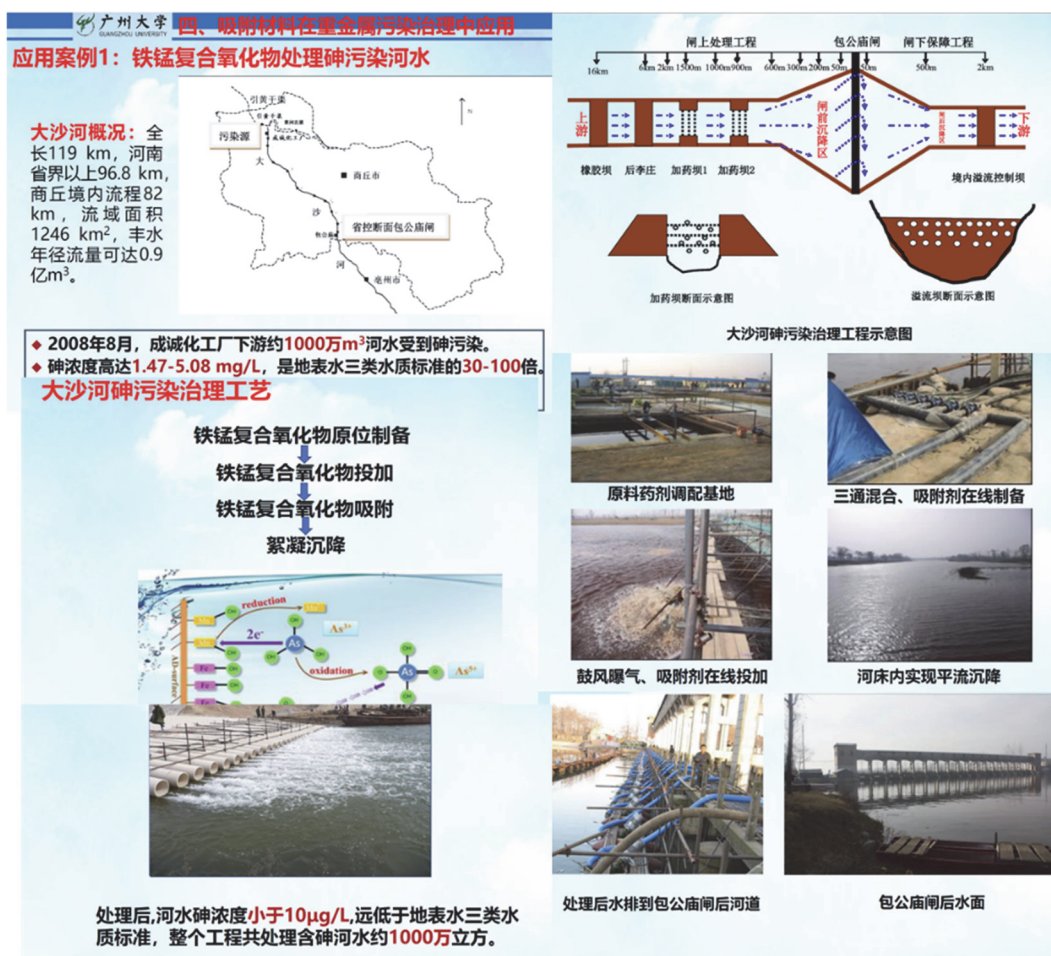 广州大学
GUANGZHOU UNIVERSITY
四、吸附材料在重金属污染治理中应用
应用案例1：铁锰复合氧化物处理砷污染河水
大沙河概况：全
长119 km，河南
省界以上96.8 km，
商丘境内流程82
km，流域面积
1246 km²，丰水
年径流量可达0.9
亿m³。
引黄干渠
污染源
N
大
商丘市
沙
省控断面包公庙闸
包公庙
河
亳州市
◆ 2008年8月，成诚化工厂下游约1000万m³河水受到砷污染。
◆ 砷浓度高达1.47-5.08 mg/L，是地表水三类水质标准的30-100倍。
大沙河砷污染治理工艺
铁锰复合氧化物原位制备
铁锰复合氧化物投加
铁锰复合氧化物吸附
絮凝沉降
reduction
Mn
OH
2e-
As
As³⁺
oxidation
As
As⁵⁺
Fe
Fe
AD-surface
处理后,河水砷浓度小于10μg/L,远低于地表水三类水
质标准，整个工程共处理含砷河水约1000万立方。
闸上处理工程
包公庙闸
闸下保障工程
16km 6km 2km 1500m 1000m 900m 600m 300m 200m 50m 50m 500m 2km
上游
闸前沉降区
下游
橡胶坝
后李庄
加药坝1
加药坝2
境内溢流控制坝
加药坝断面示意图
溢流坝断面示意图
大沙河砷污染治理工程示意图
原料药剂调配基地
三通混合、吸附剂在线制备
鼓风曝气、吸附剂在线投加
河床内实现平流沉降
处理后水排到包公庙闸后河道
包公庙闸后水面